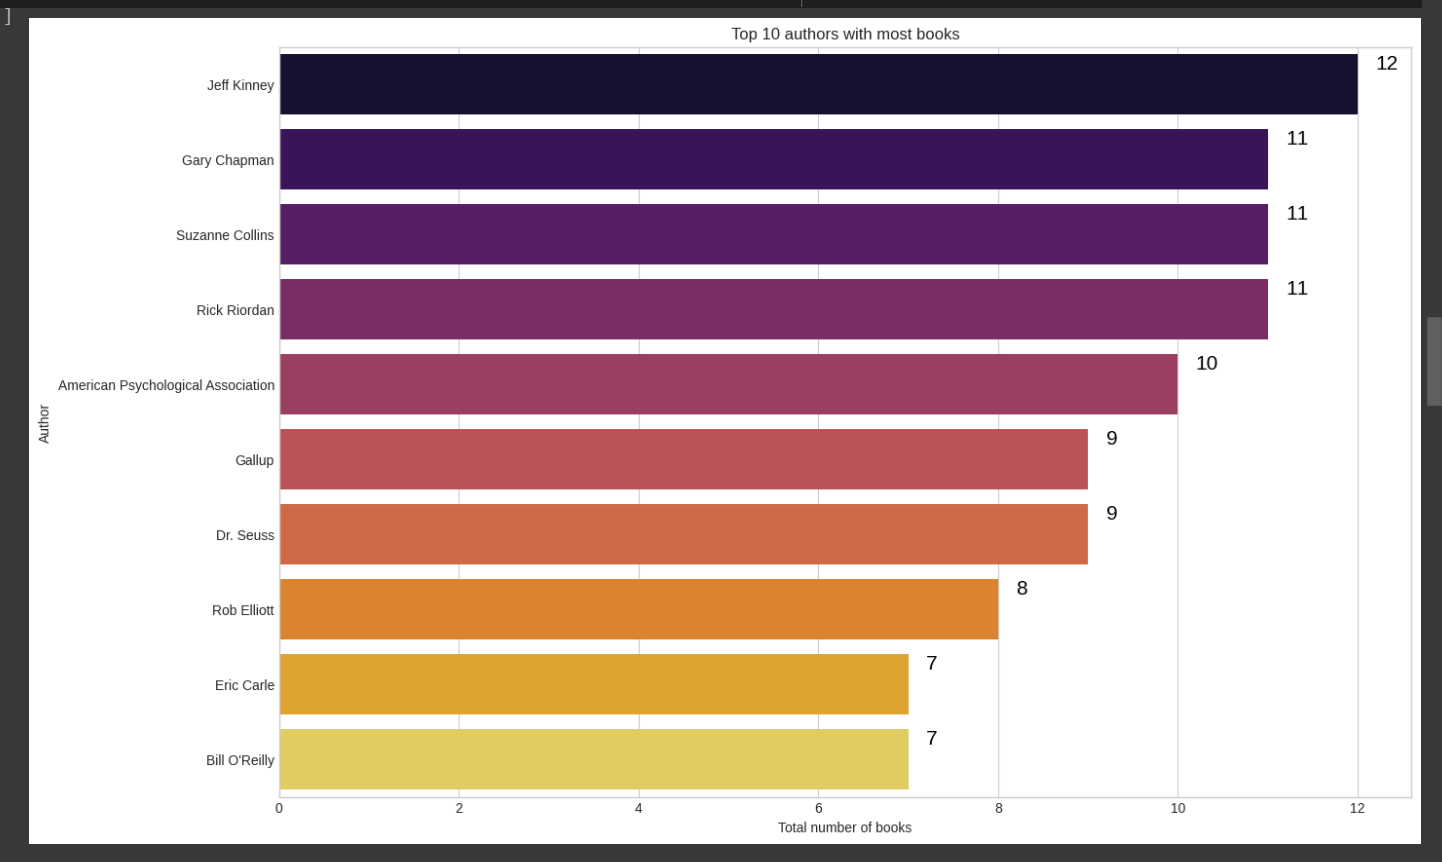 ]
Top 10 authors with most books
Jeff Kinney 12
Gary Chapman 11
Suzanne Collins 11
Rick Riordan 11
American Psychological Association 10
Author
Gallup 9
Dr. Seuss 9
Rob Elliott 8
Eric Carle 7
Bill O'Reilly 7
0 2 4 6 8 10 12
Total number of books